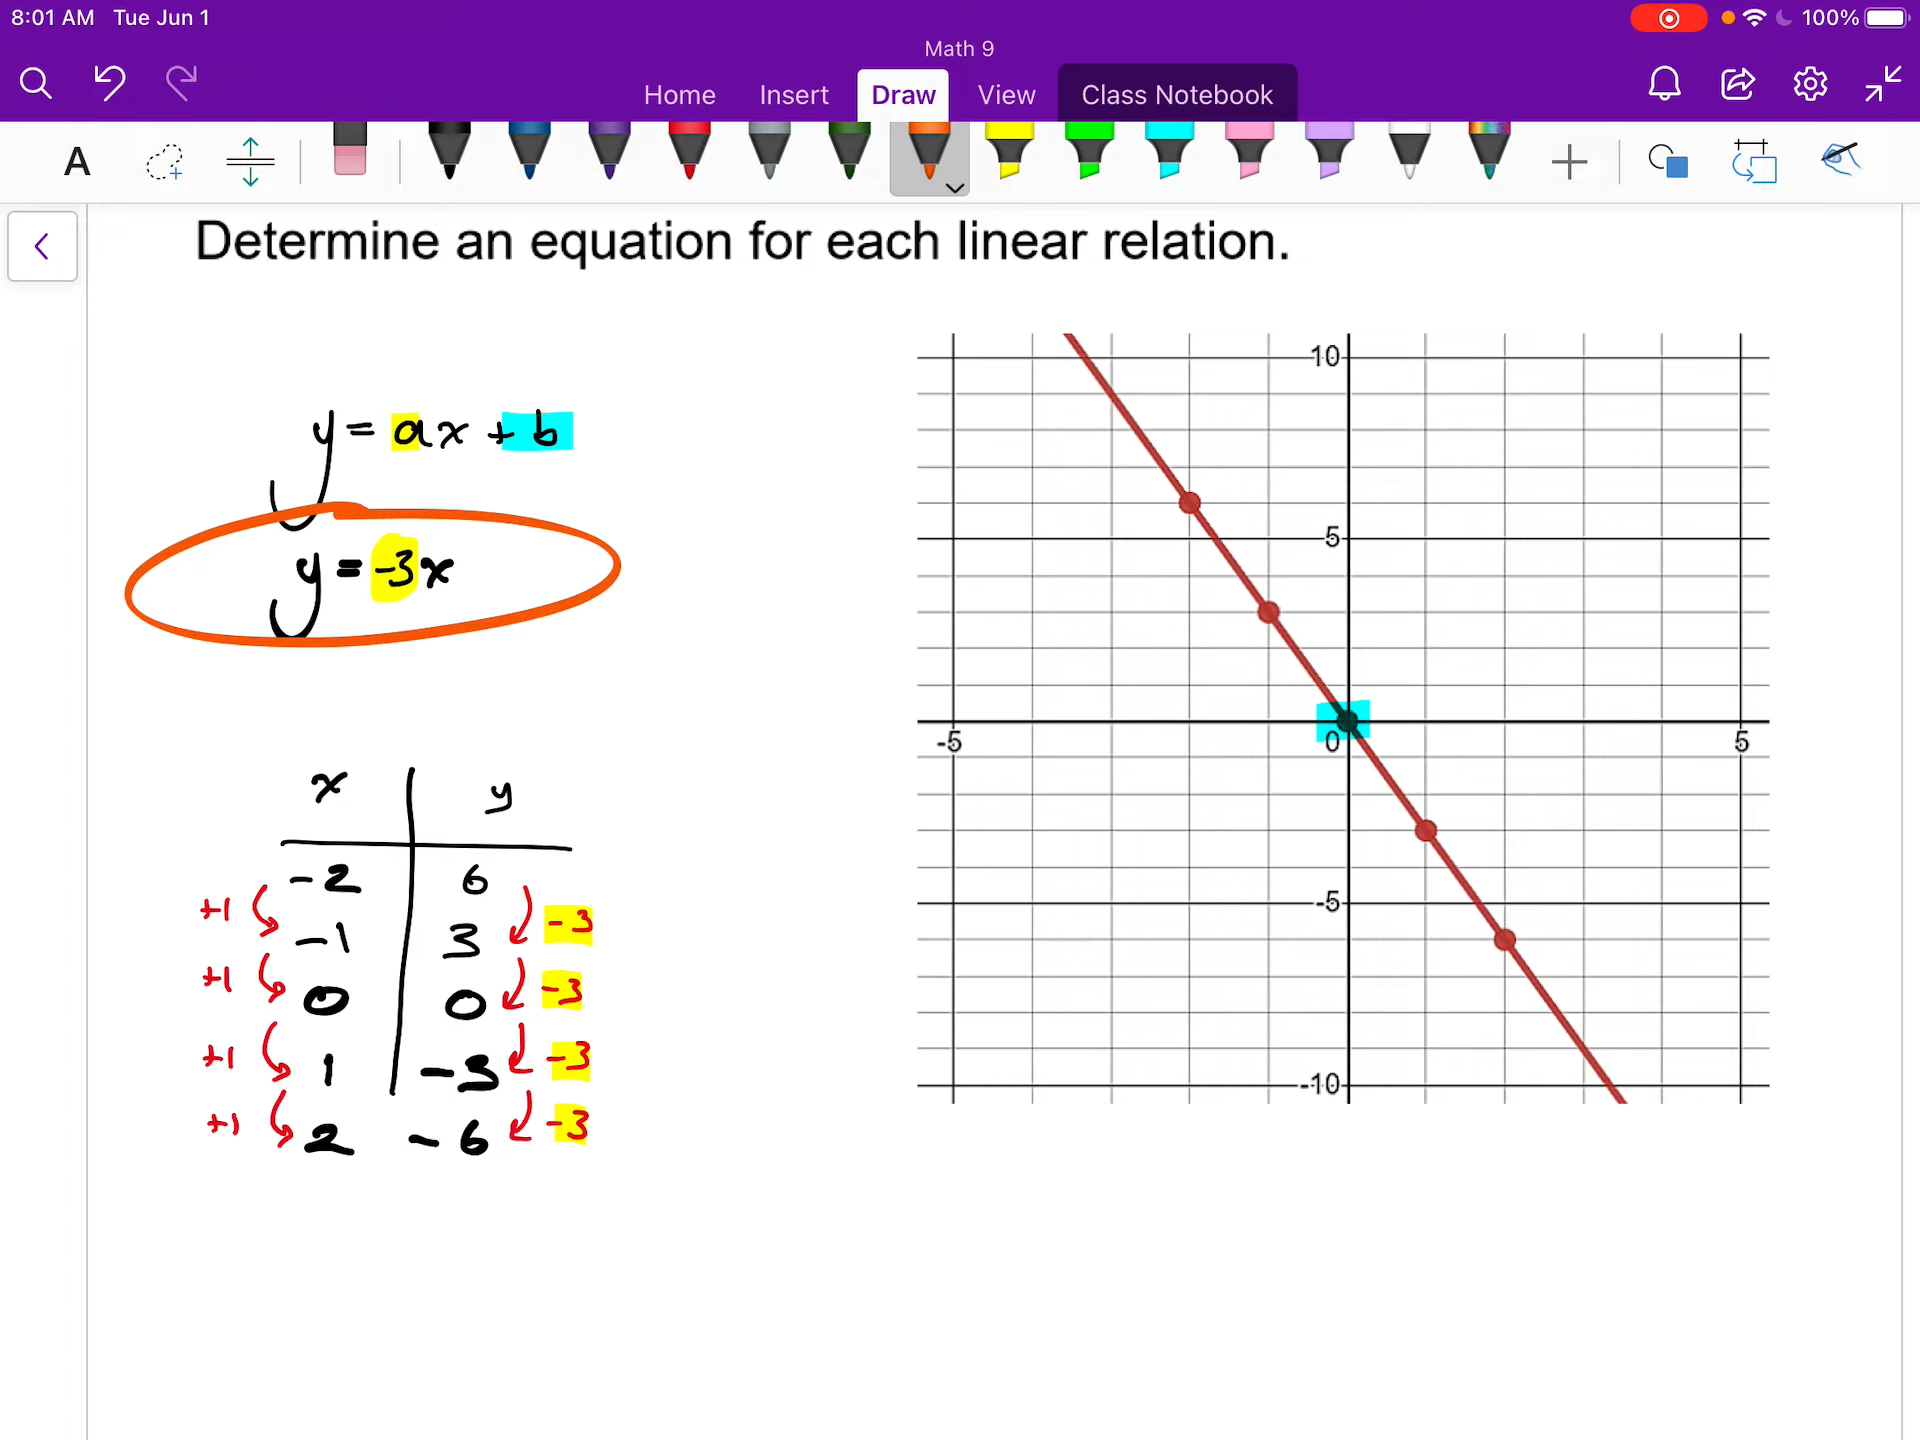 8:01 AM Tue Jun 1
100%
Math 9
Home Insert Draw View Class Notebook
A
Determine an equation for each linear relation.
y = ax + b
y = -3x
x y
-2 6
+1 -3
-1 3
+1 -3
0 0
+1 -3
1 -3
+1 -3
2 -6
10
5
-5 0 5
-5
-10